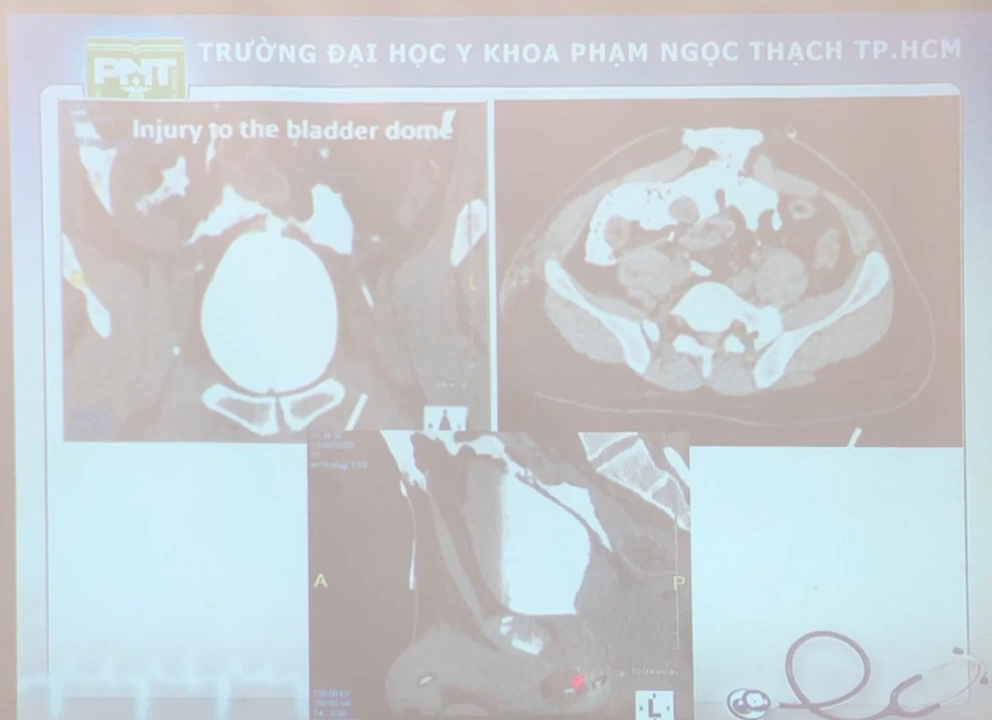 TRƯỜNG ĐẠI HỌC Y KHOA PHẠM NGỌC THẠCH TP.HCM
PNT
Injury to the bladder dome
A
L
A
P
L